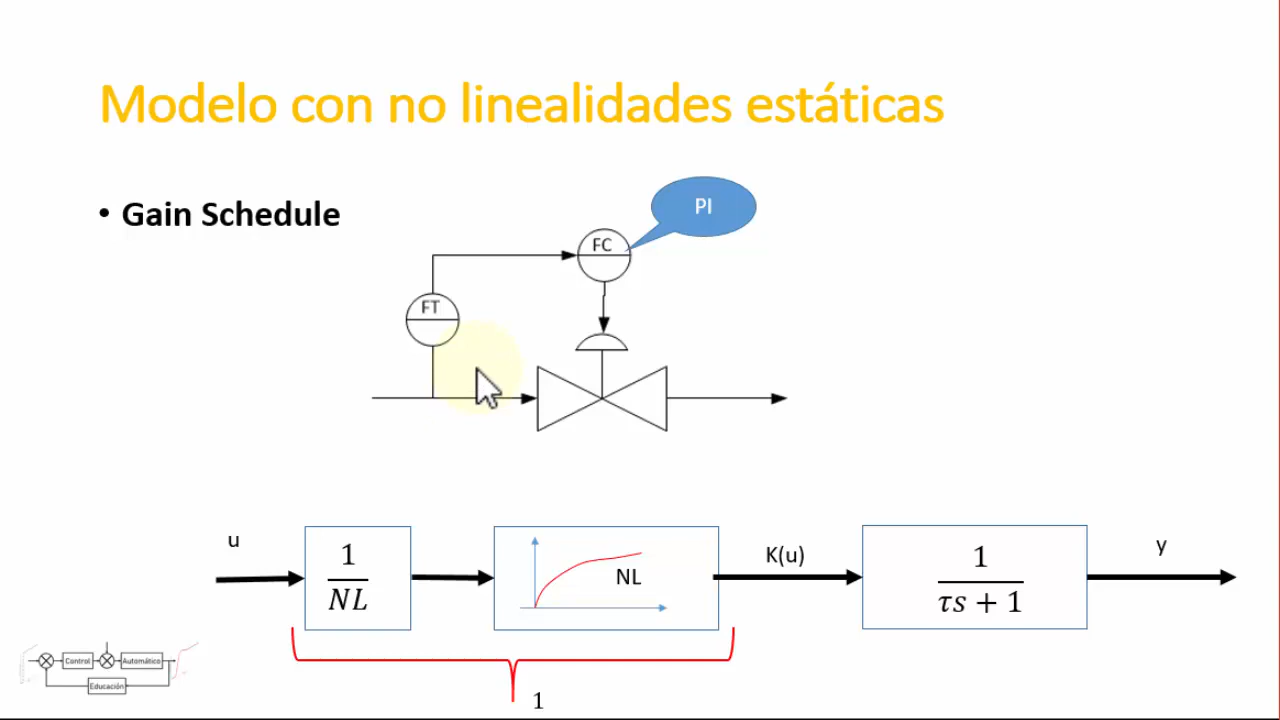 Modelo con no linealidades estáticas
• Gain Schedule
PI
FC
FT
u
1
NL
NL
K(u)
1
τs + 1
y
1
Control
Automático
Educación